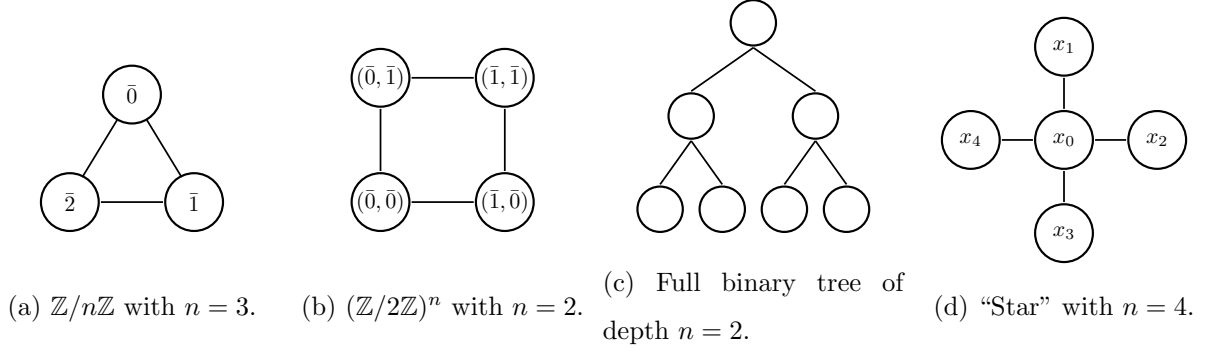 0̄
2̄
1̄
(0̄, 1̄)
(1̄, 1̄)
(0̄, 0̄)
(1̄, 0̄)
x₁
x₄
x₀
x₂
x₃
(a) ℤ/nℤ with n = 3.
(b) (ℤ/2ℤ)ⁿ with n = 2.
(c) Full binary tree of
depth n = 2.
(d) “Star” with n = 4.